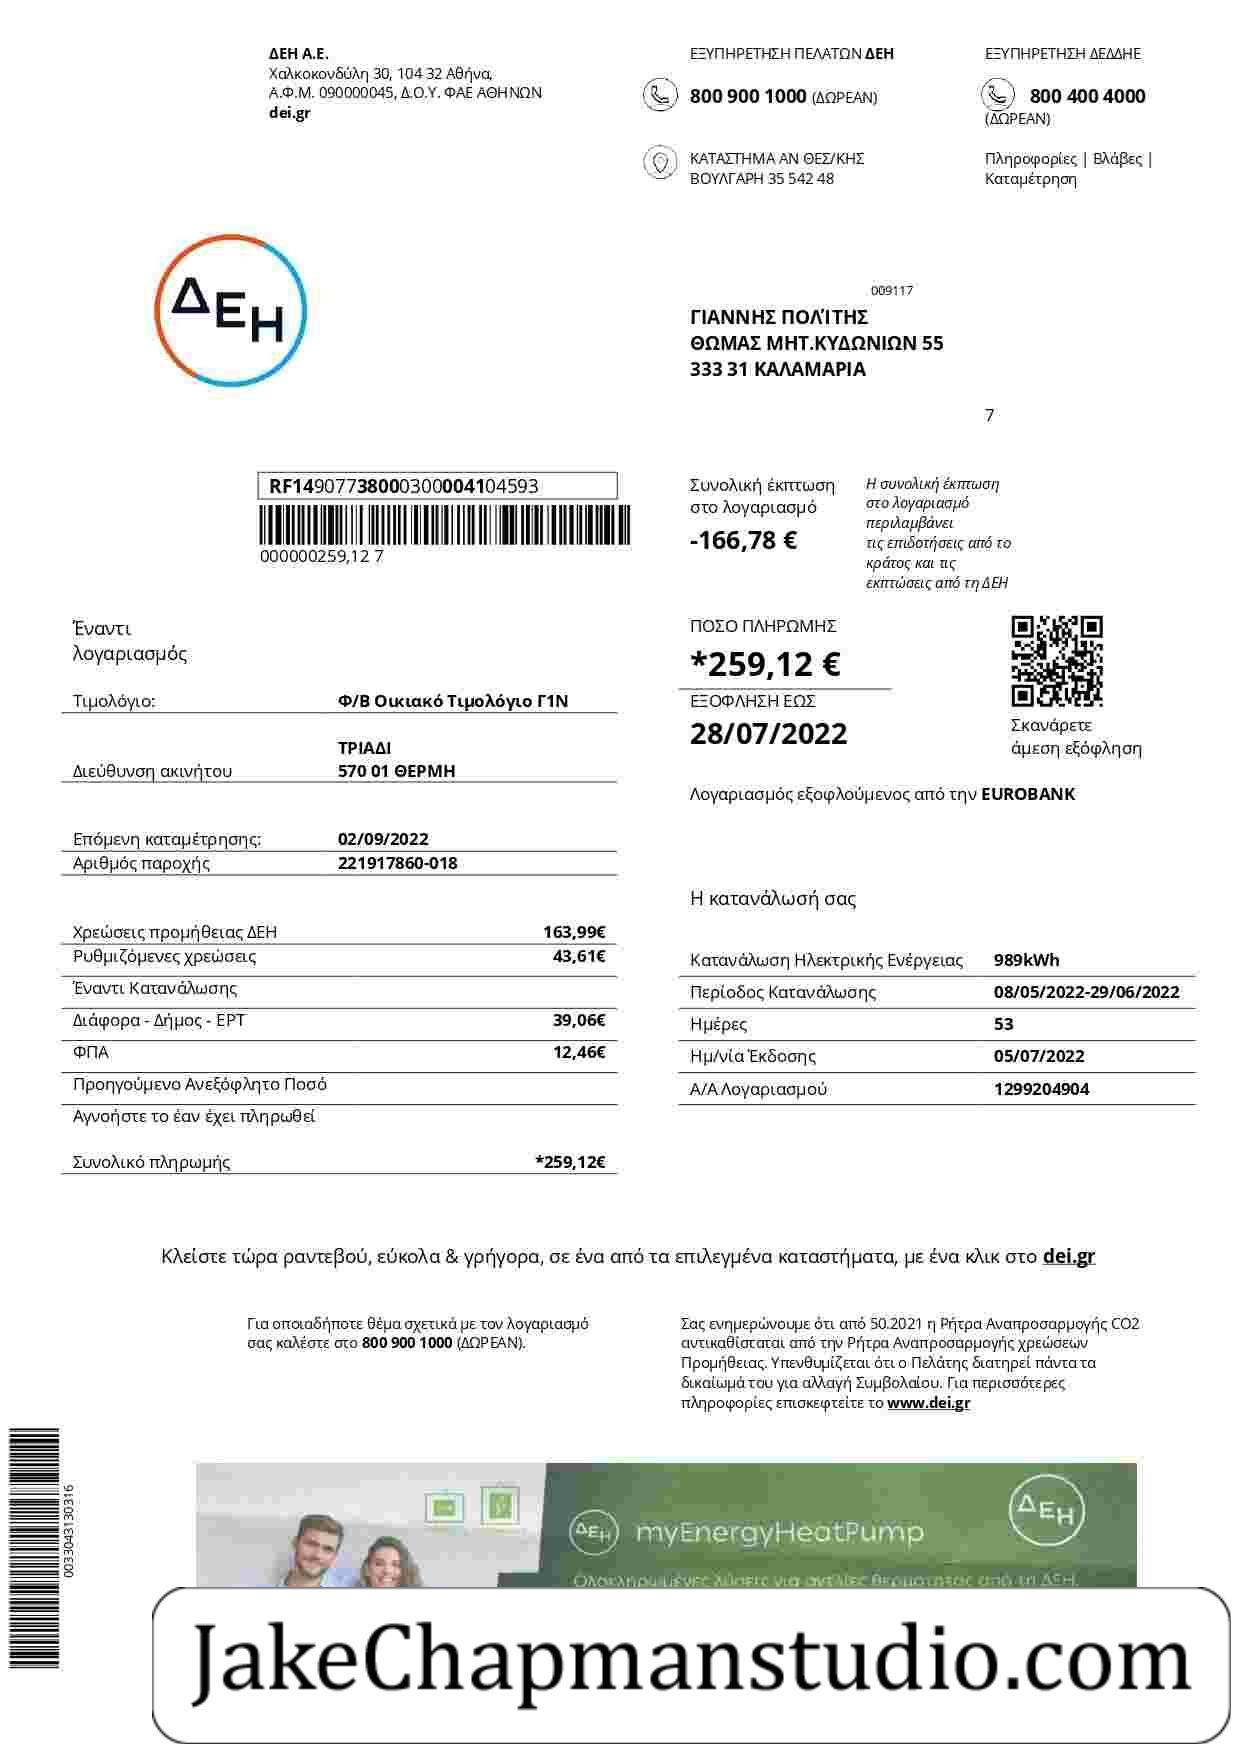 ΔΕΗ Α.Ε.
Χαλκοκονδύλη 30, 104 32 Αθήνα,
Α.Φ.Μ. 090000045, Δ.Ο.Υ. ΦΑΕ ΑΘΗΝΩΝ
dei.gr
ΕΞΥΠΗΡΕΤΗΣΗ ΠΕΛΑΤΩΝ ΔΕΗ
800 900 1000 (ΔΩΡΕΑΝ)
ΚΑΤΑΣΤΗΜΑ ΑΝ ΘΕΣ/ΚΗΣ
ΒΟΥΛΓΑΡΗ 35 542 48
ΕΞΥΠΗΡΕΤΗΣΗ ΔΕΔΔΗΕ
800 400 4000
(ΔΩΡΕΑΝ)
Πληροφορίες | Βλάβες |
Καταμέτρηση
ΔΕΗ
009117
ΓΙΑΝΝΗΣ ΠΟΛΊΤΗΣ
ΘΩΜΑΣ ΜΗΤ.ΚΥΔΩΝΙΩΝ 55
333 31 ΚΑΛΑΜΑΡΙΑ
7
RF14907738000300004104593
000000259,12 7
Συνολική έκπτωση
στο λογαριασμό
-166,78 €
Η συνολική έκπτωση
στο λογαριασμό
περιλαμβάνει
τις επιδοτήσεις από το
κράτος και τις
εκπτώσεις από τη ΔΕΗ
Έναντι
λογαριασμός
Τιμολόγιο: Φ/Β Οικιακό Τιμολόγιο Γ1Ν
ΤΡΙΑΔΙ
Διεύθυνση ακινήτου 570 01 ΘΕΡΜΗ
Επόμενη καταμέτρησης: 02/09/2022
Αριθμός παροχής 221917860-018
ΠΟΣΟ ΠΛΗΡΩΜΗΣ
*259,12 €
ΕΞΟΦΛΗΣΗ ΕΩΣ
28/07/2022
Σκανάρετε
άμεση εξόφληση
Λογαριασμός εξοφλούμενος από την EUROBANK
Χρεώσεις προμήθειας ΔΕΗ 163,99€
Ρυθμιζόμενες χρεώσεις 43,61€
Έναντι Κατανάλωσης
Διάφορα - Δήμος - ΕΡΤ 39,06€
ΦΠΑ 12,46€
Προηγούμενο Ανεξόφλητο Ποσό
Αγνοήστε το έαν έχει πληρωθεί
Συνολικό πληρωμής *259,12€
Η κατανάλωσή σας
Κατανάλωση Ηλεκτρικής Ενέργειας 989kWh
Περίοδος Κατανάλωσης 08/05/2022-29/06/2022
Ημέρες 53
Ημ/νία Έκδοσης 05/07/2022
Α/Α Λογαριασμού 1299204904
Κλείστε τώρα ραντεβού, εύκολα & γρήγορα, σε ένα από τα επιλεγμένα καταστήματα, με ένα κλικ στο dei.gr
Για οποιαδήποτε θέμα σχετικά με τον λογαριασμό
σας καλέστε στο 800 900 1000 (ΔΩΡΕΑΝ).
Σας ενημερώνουμε ότι από 50.2021 η Ρήτρα Αναπροσαρμογής CO2
αντικαθίσταται από την Ρήτρα Αναπροσαρμογής χρεώσεων
Προμήθειας. Υπενθυμίζεται ότι ο Πελάτης διατηρεί πάντα τα
δικαίωμά του για αλλαγή Συμβολαίου. Για περισσότερες
πληροφορίες επισκεφτείτε το www.dei.gr
0033043130316
ΔΕΗ myEnergyHeatPump
ΔΕΗ
Ολοκληρωμένες λύσεις για αντλίες θερμότητας από τη ΔΕΗ.
JakeChapmanstudio.com